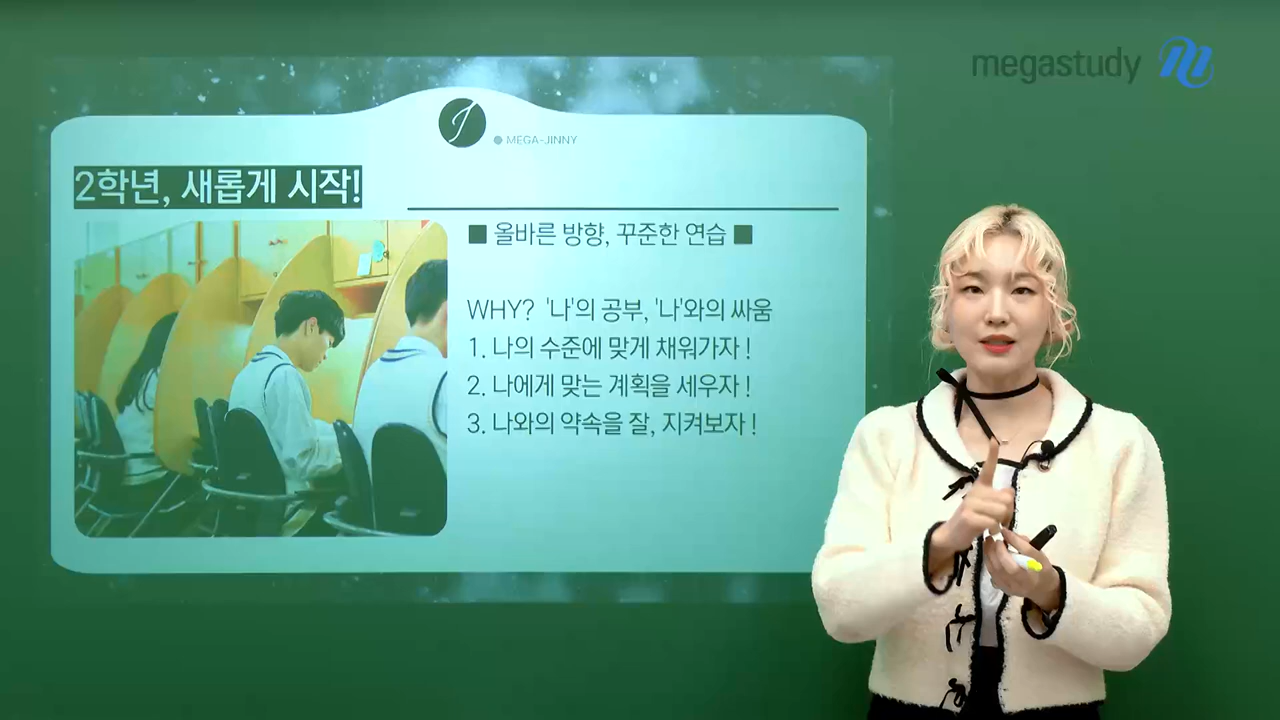 megastudy
J
MEGA-JINNY
2학년, 새롭게 시작!
■ 올바른 방향, 꾸준한 연습 ■
WHY? '나'의 공부, '나'와의 싸움
1. 나의 수준에 맞게 채워가자 !
2. 나에게 맞는 계획을 세우자 !
3. 나와의 약속을 잘, 지켜보자 !